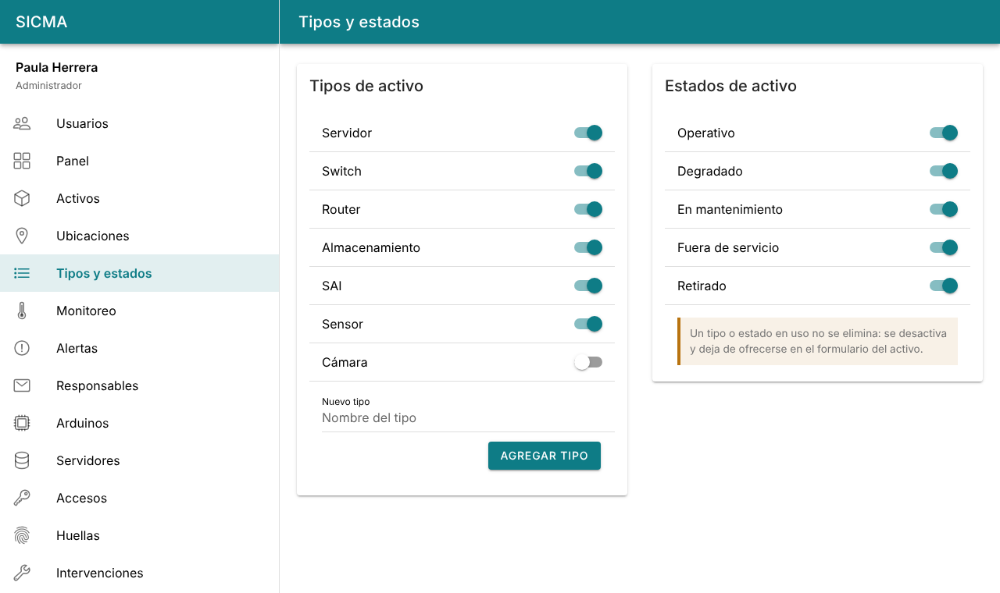 SICMA
Tipos y estados
Paula Herrera
Administrador
Usuarios
Panel
Activos
Ubicaciones
Tipos y estados
Monitoreo
Alertas
Responsables
Arduinos
Servidores
Accesos
Huellas
Intervenciones
Tipos de activo
Servidor
Switch
Router
Almacenamiento
SAI
Sensor
Cámara
Nuevo tipo
Nombre del tipo
AGREGAR TIPO
Estados de activo
Operativo
Degradado
En mantenimiento
Fuera de servicio
Retirado
Un tipo o estado en uso no se elimina: se desactiva
y deja de ofrecerse en el formulario del activo.